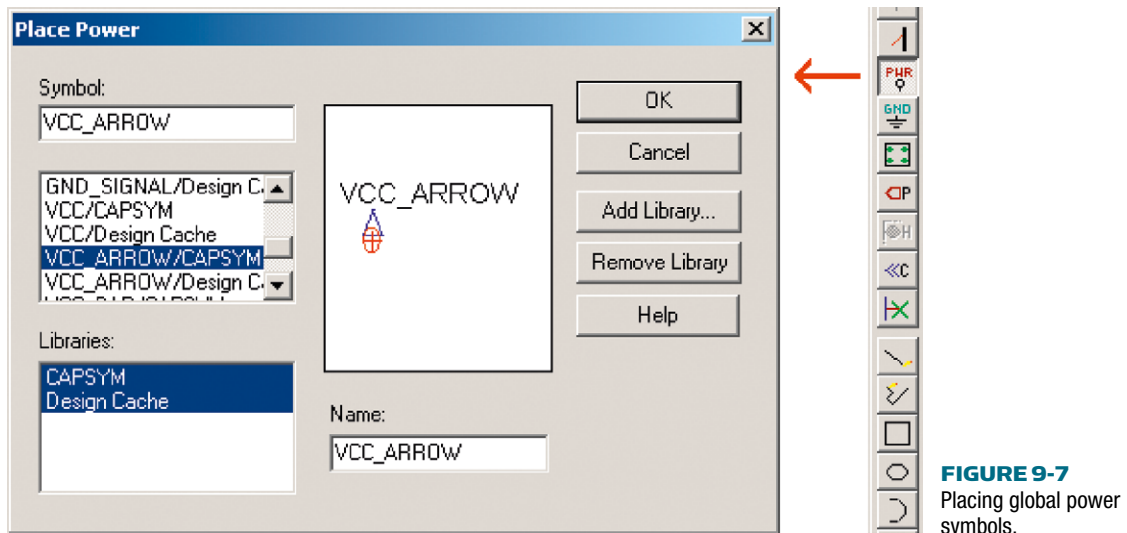 Place Power
Symbol:
VCC_ARROW
GND_SIGNAL/Design C
VCC/CAPSYM
VCC/Design Cache
VCC_ARROW/CAPSYM
VCC_ARROW/Design C
Libraries:
CAPSYM
Design Cache
VCC_ARROW
Name:
VCC_ARROW
OK
Cancel
Add Library...
Remove Library
Help
PWR
GND
P
H
C
FIGURE 9-7
Placing global power
symbols.